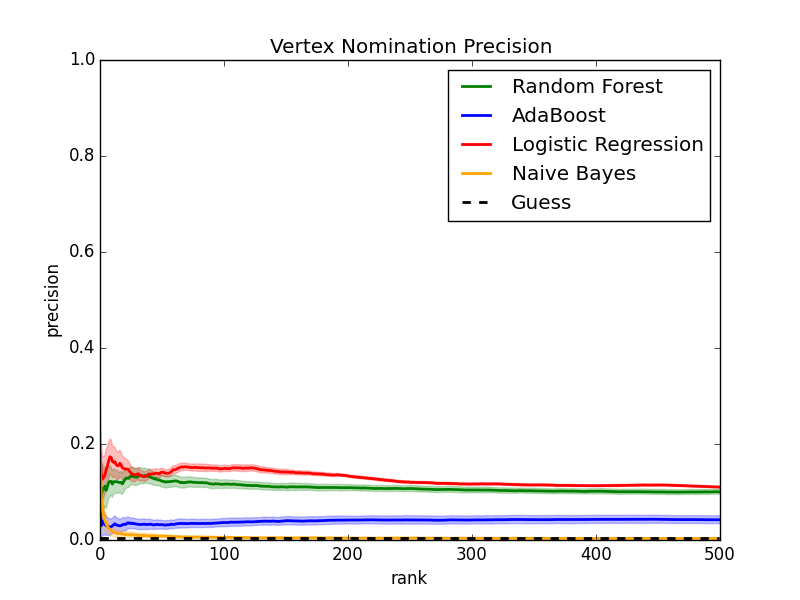 Vertex Nomination Precision
1.0
0.8
0.6
0.4
0.2
0.0
precision
Random Forest
AdaBoost
Logistic Regression
Naive Bayes
Guess
0 100 200 300 400 500
rank